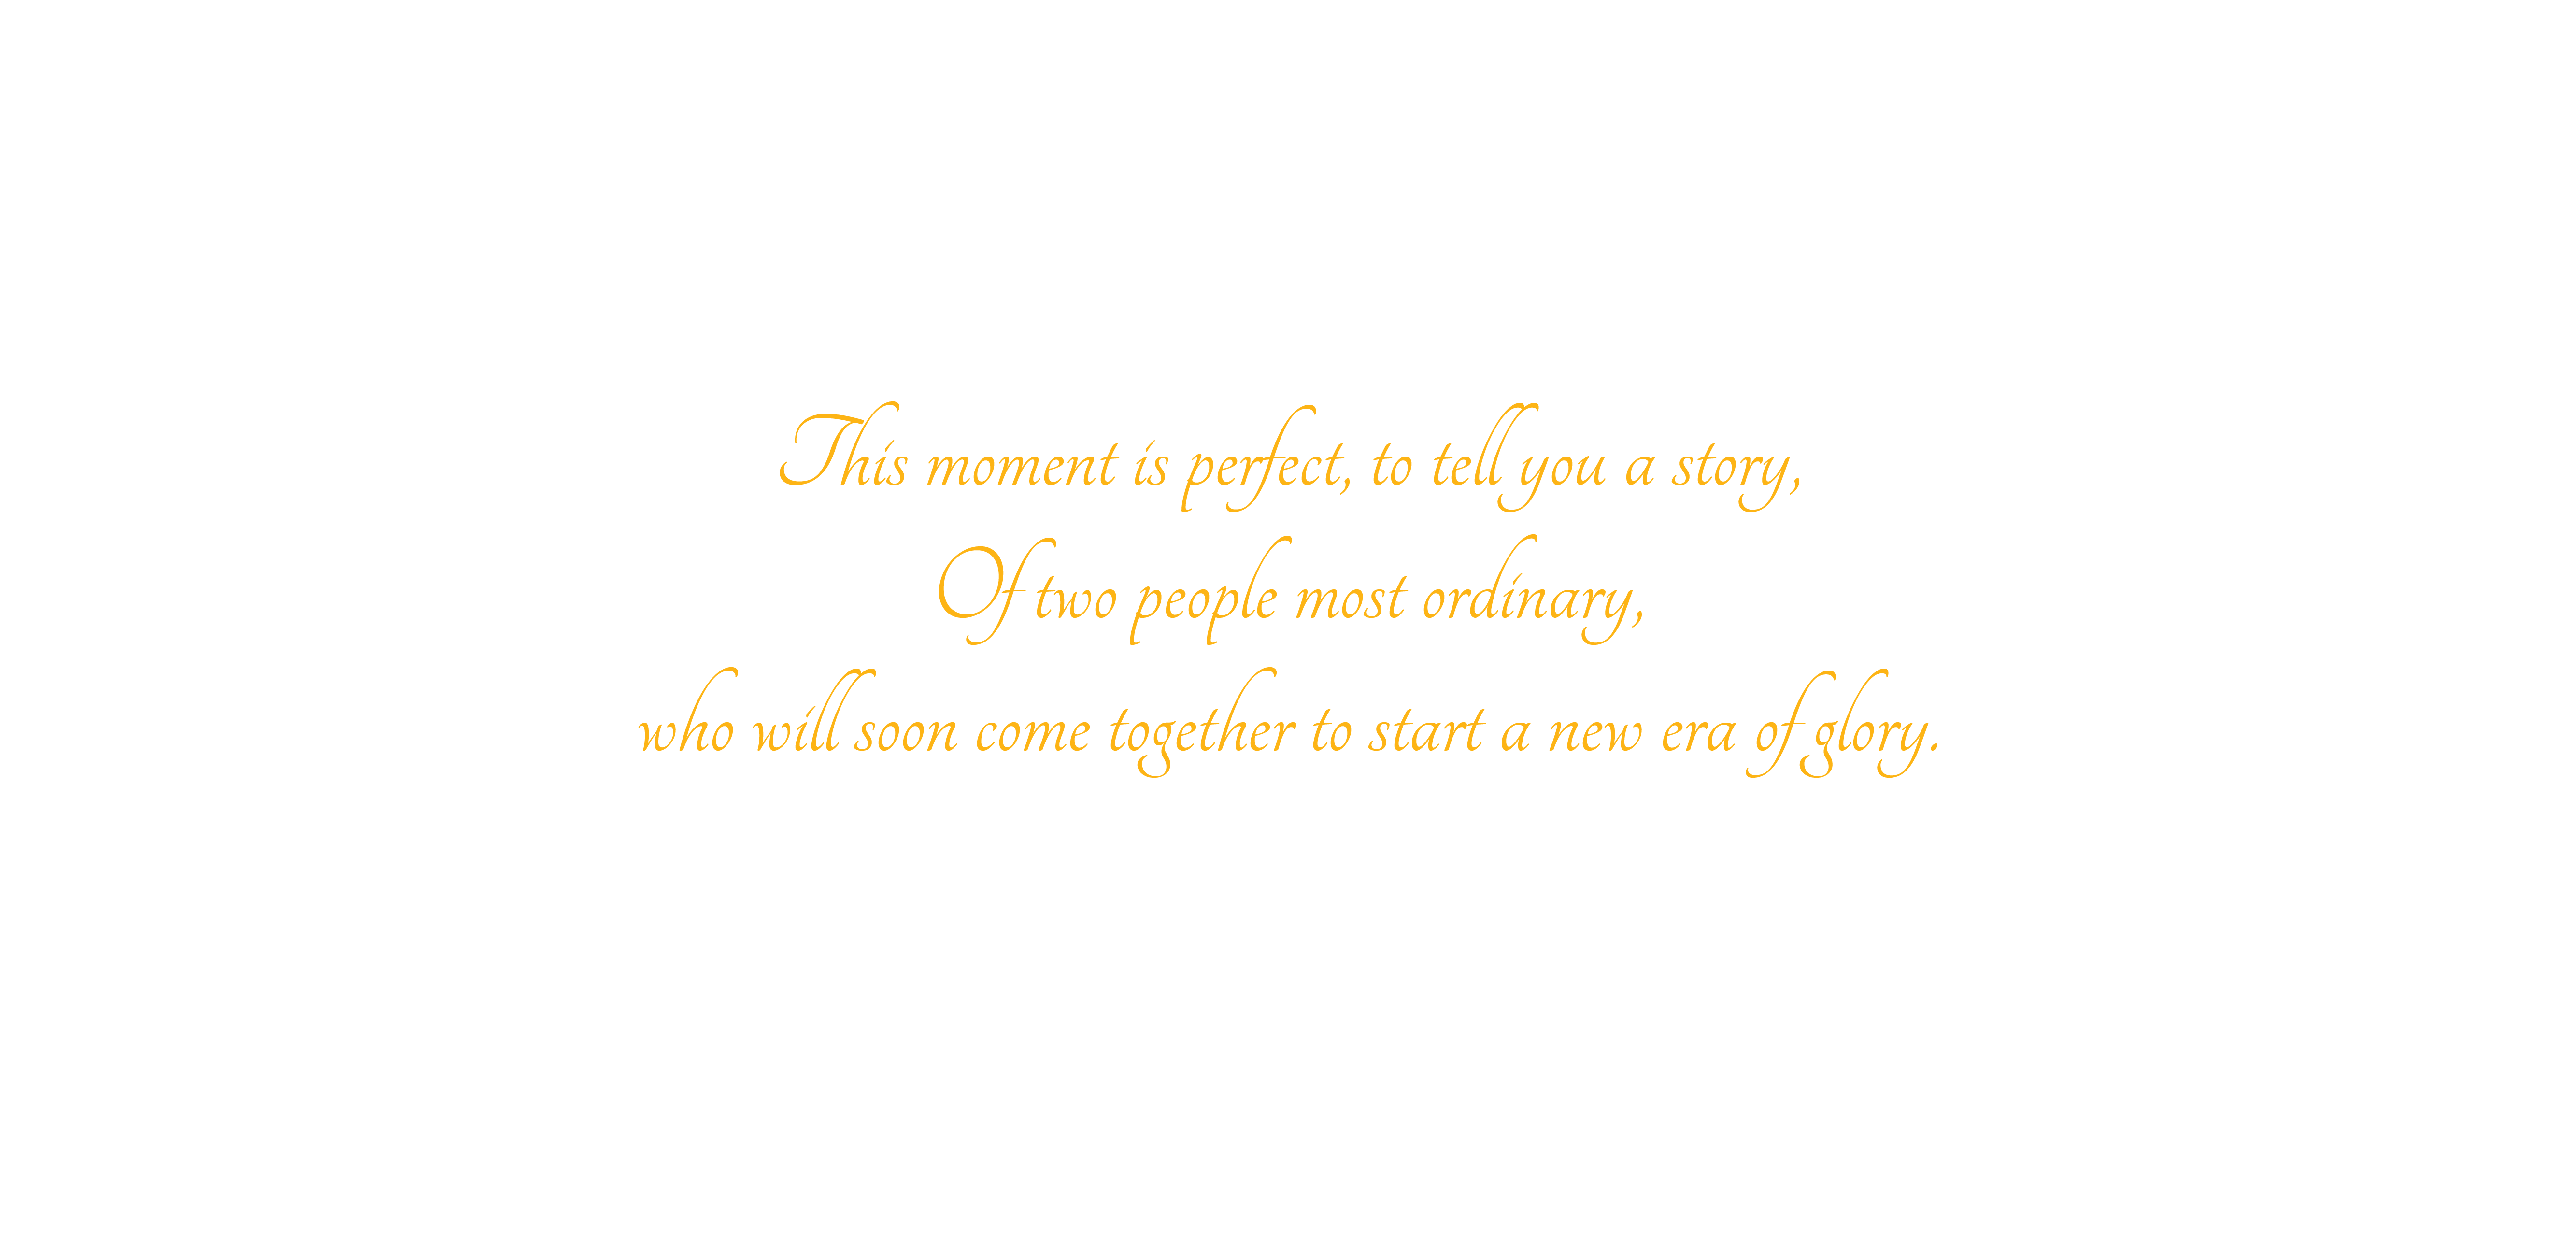 This moment is perfect, to tell you a story,
Of two people most ordinary,
who will soon come together to start a new era of glory.